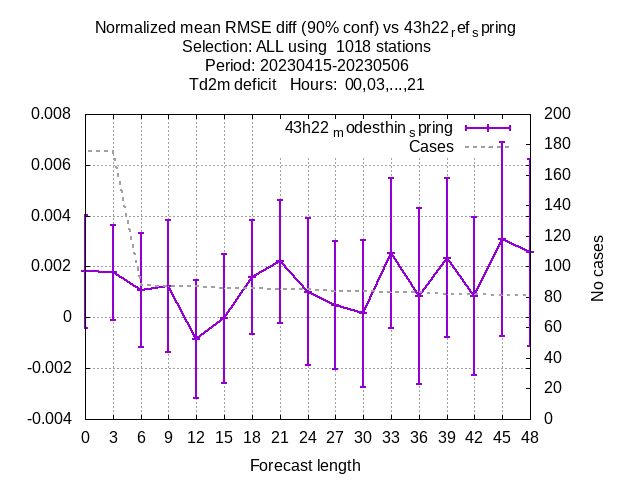 Normalized mean RMSE diff (90% conf) vs 43h22refspring
Selection: ALL using 1018 stations
Period: 20230415-20230506
Td2m deficit Hours: 00,03,...,21
43h22modesthinspring
Cases
0.008
0.006
0.004
0.002
0
-0.002
-0.004
200
180
160
140
120
100
80
60
40
20
0
No cases
0 3 6 9 12 15 18 21 24 27 30 33 36 39 42 45 48
Forecast length